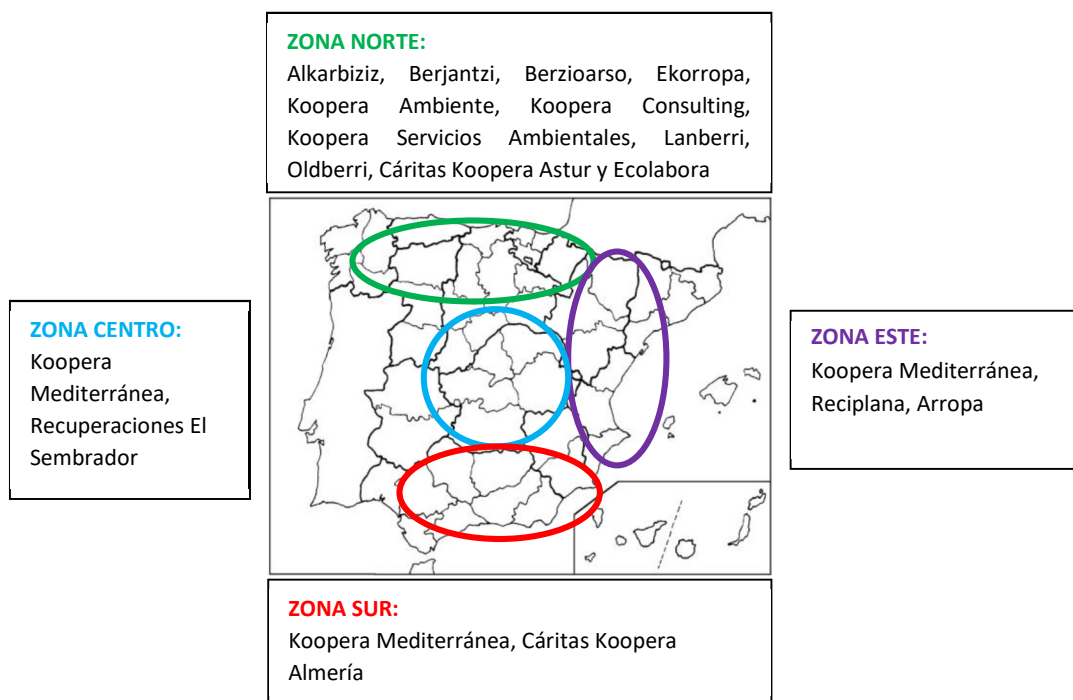 ZONA NORTE:
Alkarbiziz, Berjantzi, Berzioarso, Ekorropa,
Koopera Ambiente, Koopera Consulting,
Koopera Servicios Ambientales, Lanberri,
Oldberri, Cáritas Koopera Astur y Ecolabora
ZONA CENTRO:
Koopera
Mediterránea,
Recuperaciones El
Sembrador
ZONA ESTE:
Koopera Mediterránea,
Reciplana, Arropa
ZONA SUR:
Koopera Mediterránea, Cáritas Koopera
Almería